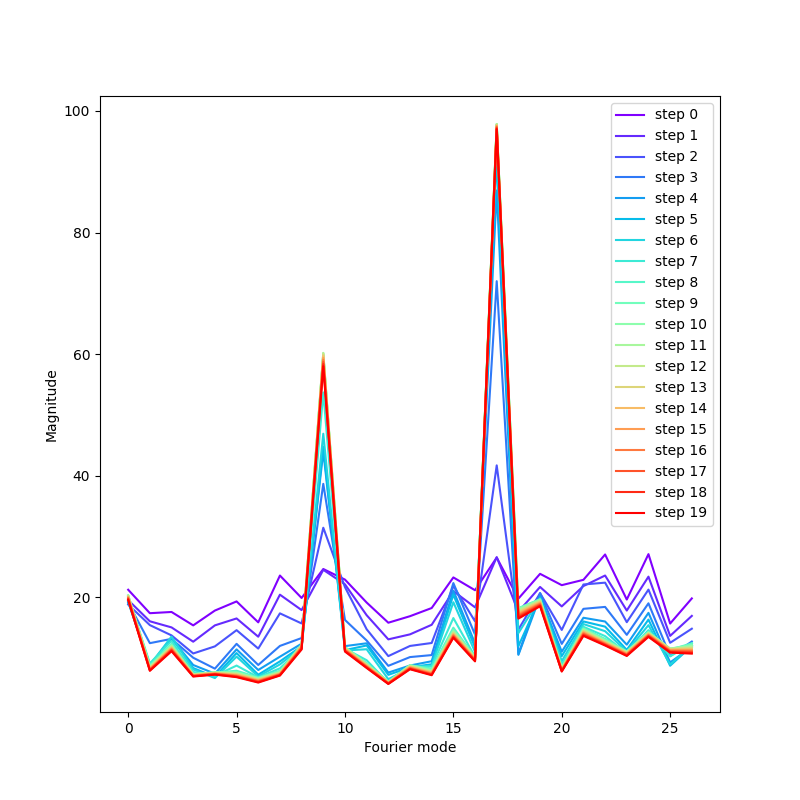 100
80
60
40
20
Magnitude
0
5
10
15
20
25
Fourier mode
step 0
step 1
step 2
step 3
step 4
step 5
step 6
step 7
step 8
step 9
step 10
step 11
step 12
step 13
step 14
step 15
step 16
step 17
step 18
step 19